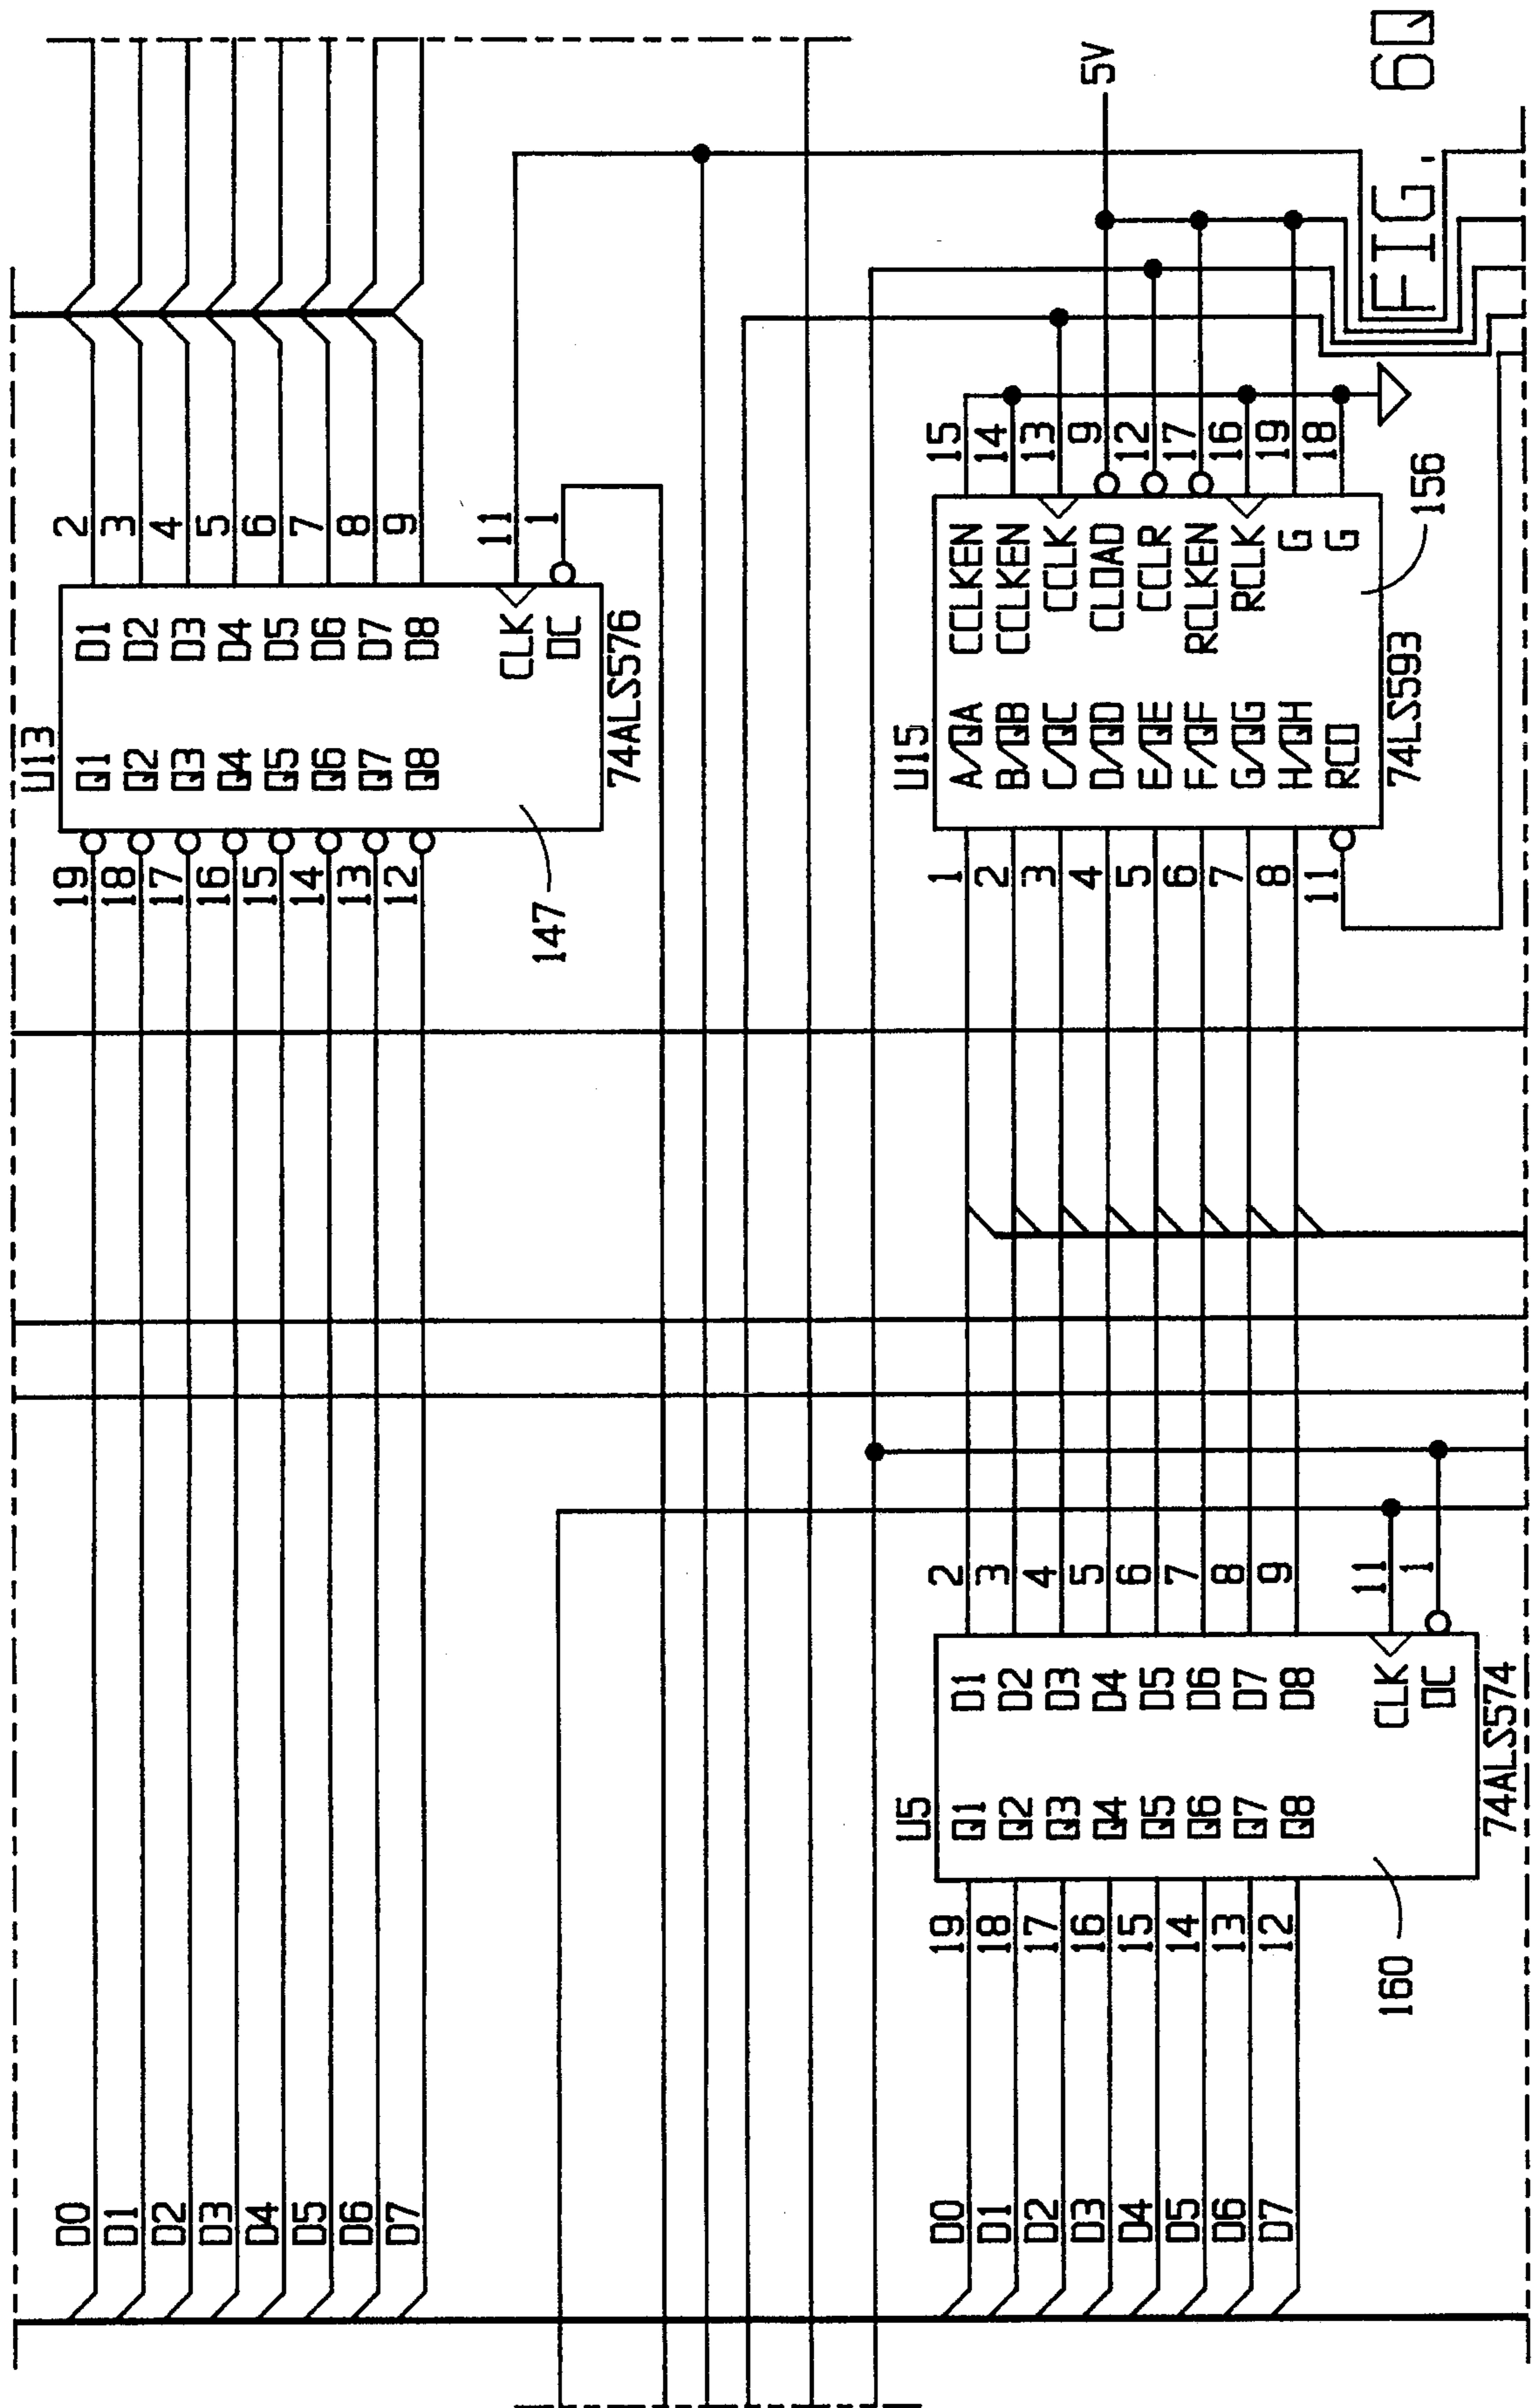 U13
Q1 D1
Q2 D2
Q3 D3
Q4 D4
Q5 D5
Q6 D6
Q7 D7
Q8 D8
CLK
OC
74ALS576
19
18
17
16
15
14
13
12
2
3
4
5
6
7
8
9
11
1
147
D0
D1
D2
D3
D4
D5
D6
D7
U15
A/QA CCLKEN
B/QB CCLKEN
C/QC CCLK
D/QD CLOAD
E/QE CCLR
F/QF RCLKEN
G/QG RCLK
H/QH G
RCO G
74LS593
1
2
3
4
5
6
7
8
11
15
14
13
9
12
17
16
19
18
156
5V
U5
Q1 D1
Q2 D2
Q3 D3
Q4 D4
Q5 D5
Q6 D6
Q7 D7
Q8 D8
CLK
OC
74ALS574
19
18
17
16
15
14
13
12
2
3
4
5
6
7
8
9
11
1
160
D0
D1
D2
D3
D4
D5
D6
D7
FIG. 6Q